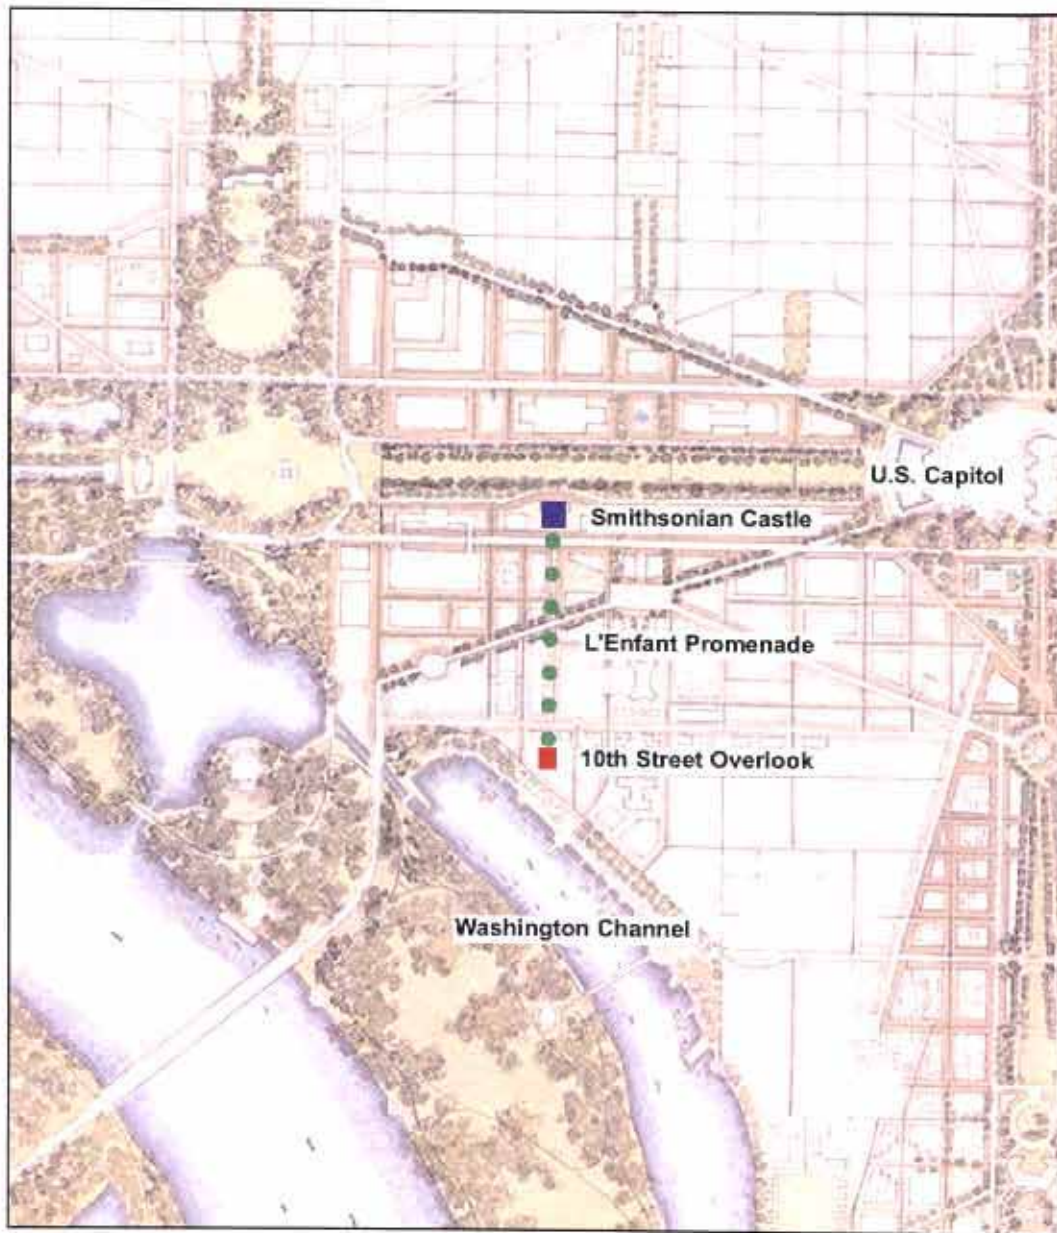 U.S. Capitol
Smithsonian Castle
L'Enfant Promenade
10th Street Overlook
Washington Channel